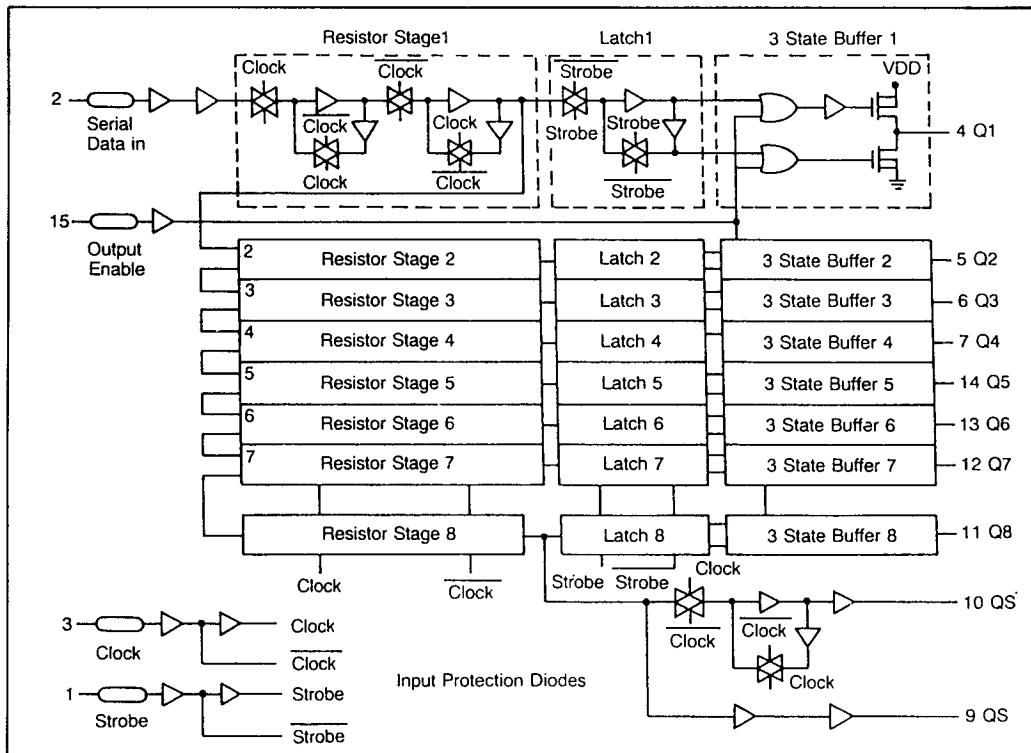 Resistor Stage1
Latch1
3 State Buffer 1
Clock
Clock
Strobe
VDD
2
Serial
Data in
Clock
Clock
Strobe
Strobe
4 Q1
Clock
Clock
Strobe
15
Output
Enable
2
Resistor Stage 2
Latch 2
3 State Buffer 2
5 Q2
3
Resistor Stage 3
Latch 3
3 State Buffer 3
6 Q3
4
Resistor Stage 4
Latch 4
3 State Buffer 4
7 Q4
5
Resistor Stage 5
Latch 5
3 State Buffer 5
14 Q5
6
Resistor Stage 6
Latch 6
3 State Buffer 6
13 Q6
7
Resistor Stage 7
Latch 7
3 State Buffer 7
12 Q7
Resistor Stage 8
Latch 8
3 State Buffer 8
11 Q8
Clock
Clock
Strobe
Strobe
Clock
10 QS'
Clock
Clock
Clock
3
Clock
Clock
Clock
1
Strobe
Strobe
Strobe
Input Protection Diodes
9 QS